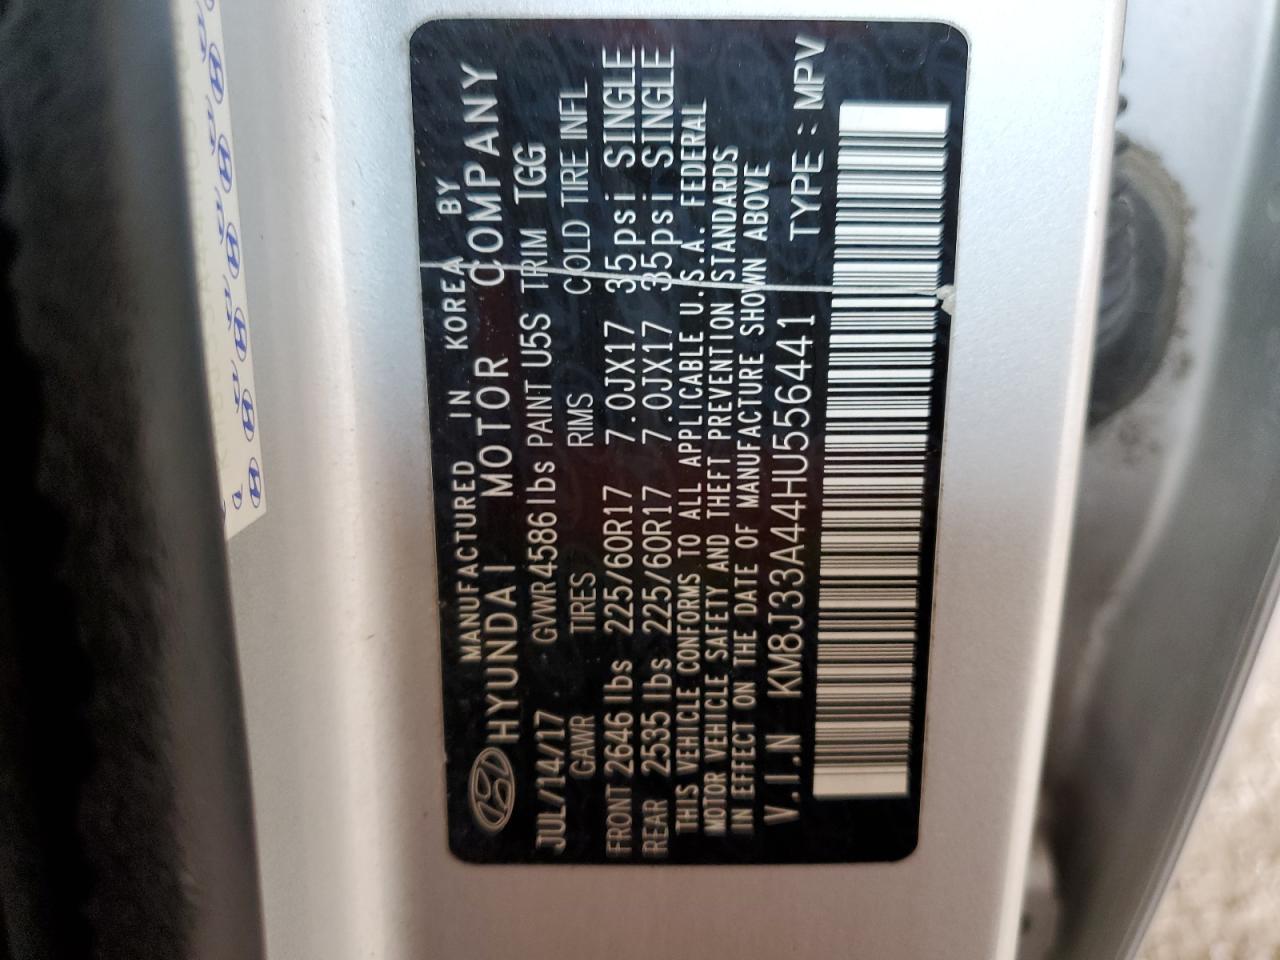 MANUFACTURED IN KOREA BY
HYUNDAI MOTOR COMPANY
JUL/14/17 GVWR 4586 lbs PAINT U5S TRIM TGG
GAWR TIRES RIMS COLD TIRE INFL
FRONT 2646 lbs 225/60R17 7.0JX17 35psi SINGLE
REAR 2535 lbs 225/60R17 7.0JX17 35psi SINGLE
THIS VEHICLE CONFORMS TO ALL APPLICABLE U.S.A. FEDERAL
MOTOR VEHICLE SAFETY AND THEFT PREVENTION STANDARDS
IN EFFECT ON THE DATE OF MANUFACTURE SHOWN ABOVE
V.I.N KM8J33A44HU556441 TYPE : MPV